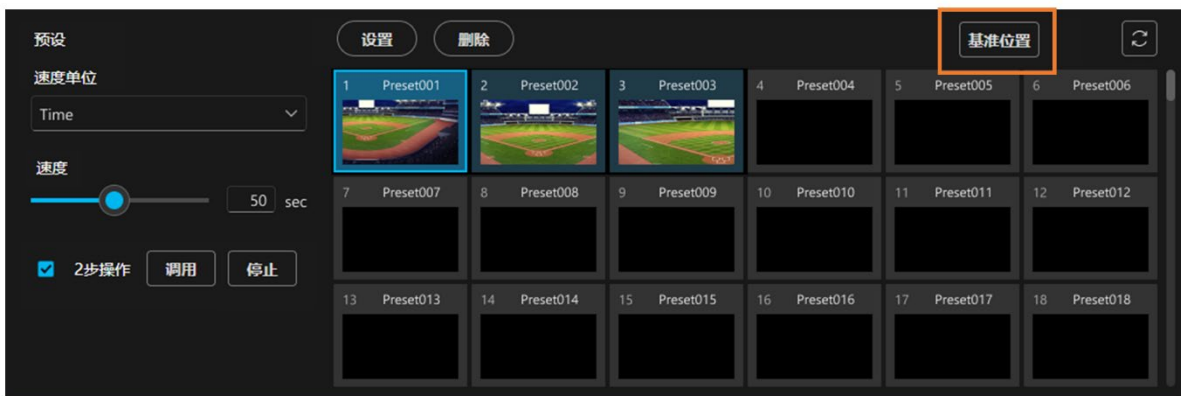 预设
设置 删除 基准位置
速度单位
Time
速度
50 sec
2步操作 调用 停止
1 Preset001 2 Preset002 3 Preset003 4 Preset004 5 Preset005 6 Preset006
7 Preset007 8 Preset008 9 Preset009 10 Preset010 11 Preset011 12 Preset012
13 Preset013 14 Preset014 15 Preset015 16 Preset016 17 Preset017 18 Preset018